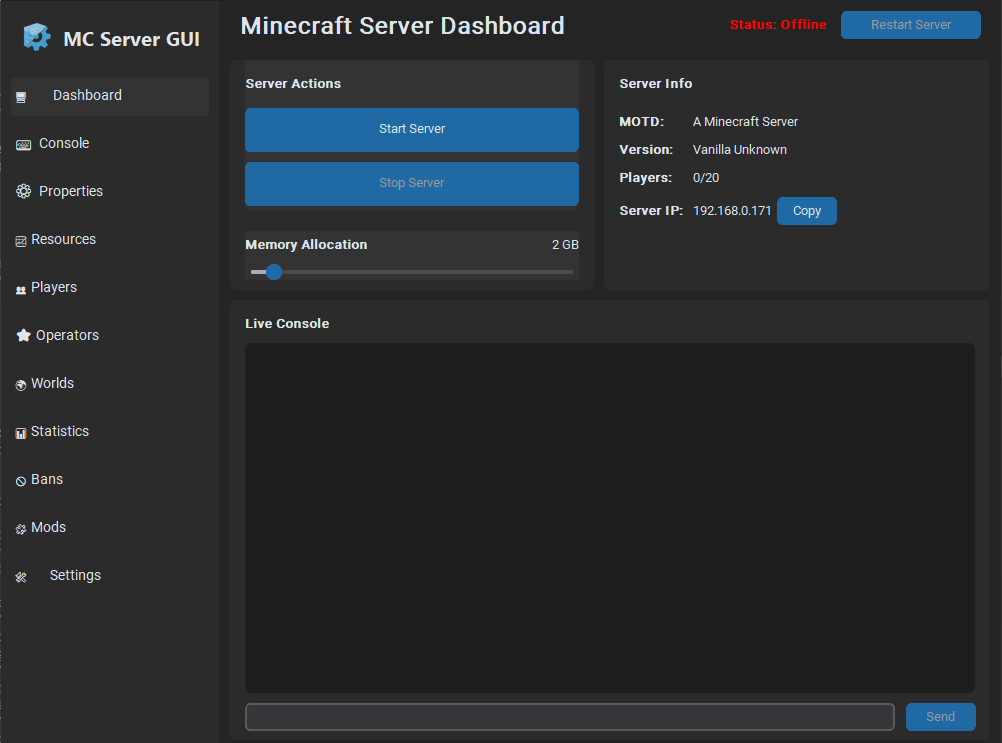 MC Server GUI
Dashboard
Console
Properties
Resources
Players
Operators
Worlds
Statistics
Bans
Mods
Settings
Minecraft Server Dashboard
Status: Offline
Restart Server
Server Actions
Start Server
Stop Server
Memory Allocation 2 GB
Server Info
MOTD: A Minecraft Server
Version: Vanilla Unknown
Players: 0/20
Server IP: 192.168.0.171 Copy
Live Console
Send